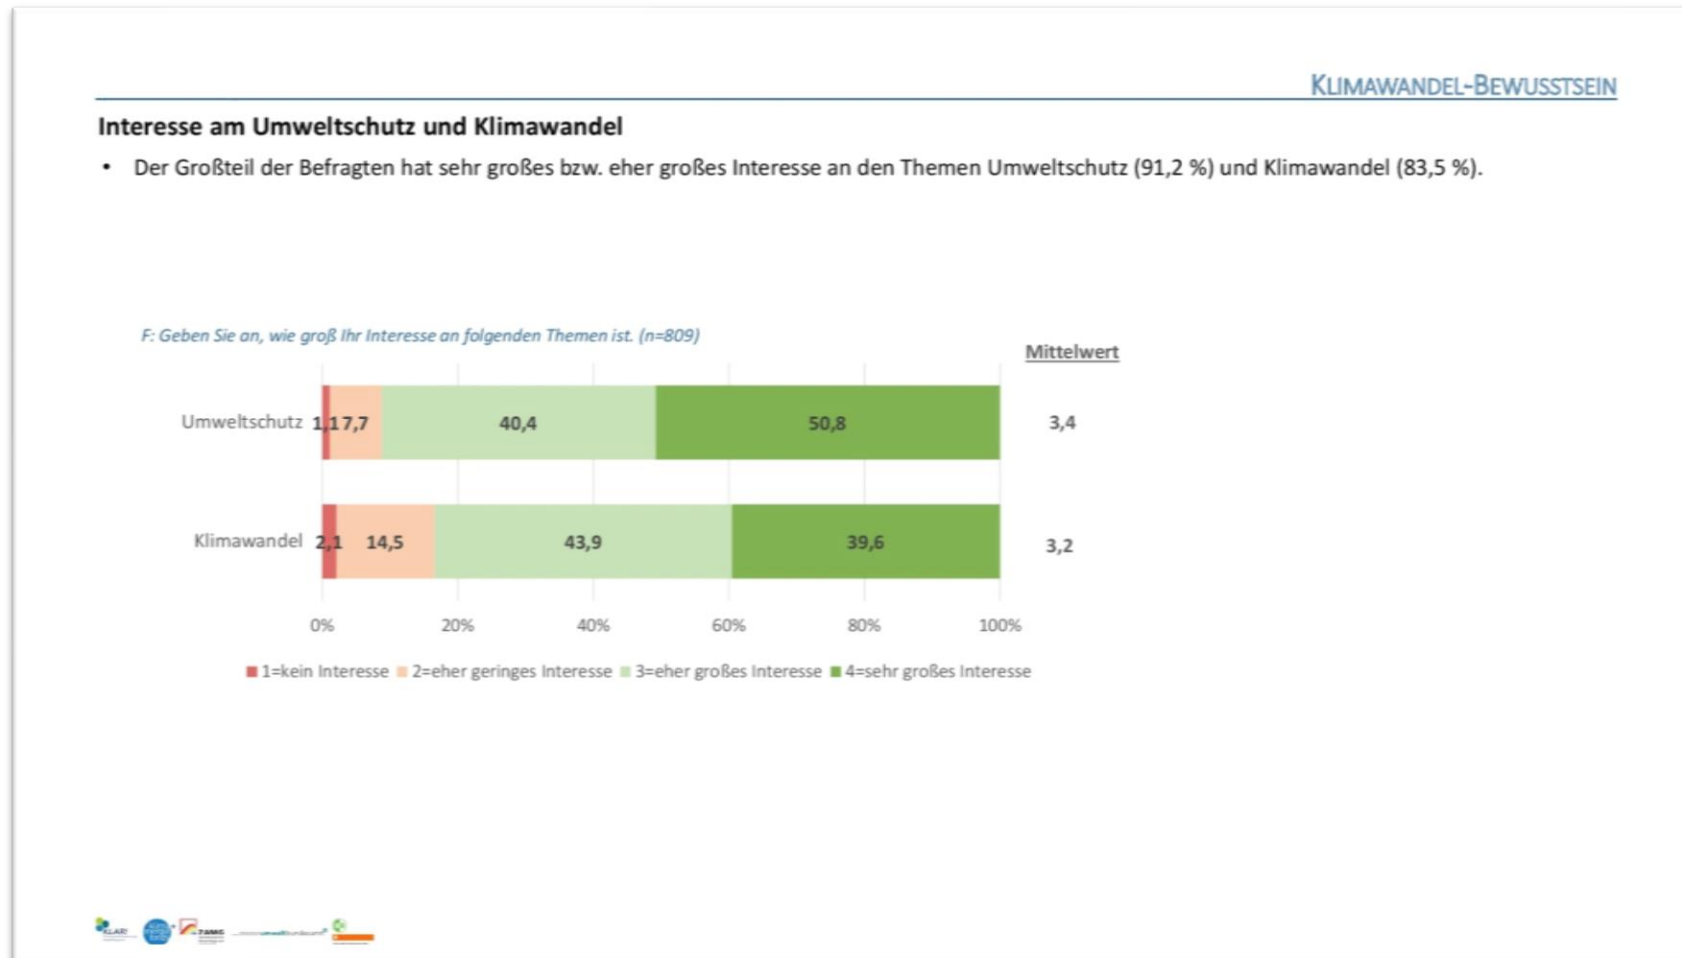 KLIMAWANDEL-BEWUSSTSEIN
Interesse am Umweltschutz und Klimawandel
• Der Großteil der Befragten hat sehr großes bzw. eher großes Interesse an den Themen Umweltschutz (91,2 %) und Klimawandel (83,5 %).
F: Geben Sie an, wie groß Ihr Interesse an folgenden Themen ist. (n=809)
Mittelwert
Umweltschutz 1,1 7,7 40,4 50,8 3,4
Klimawandel 2,1 14,5 43,9 39,6 3,2
0% 20% 40% 60% 80% 100%
1=kein Interesse 2=eher geringes Interesse 3=eher großes Interesse 4=sehr großes Interesse
KLAR!
ZAMG
umweltbundesamt